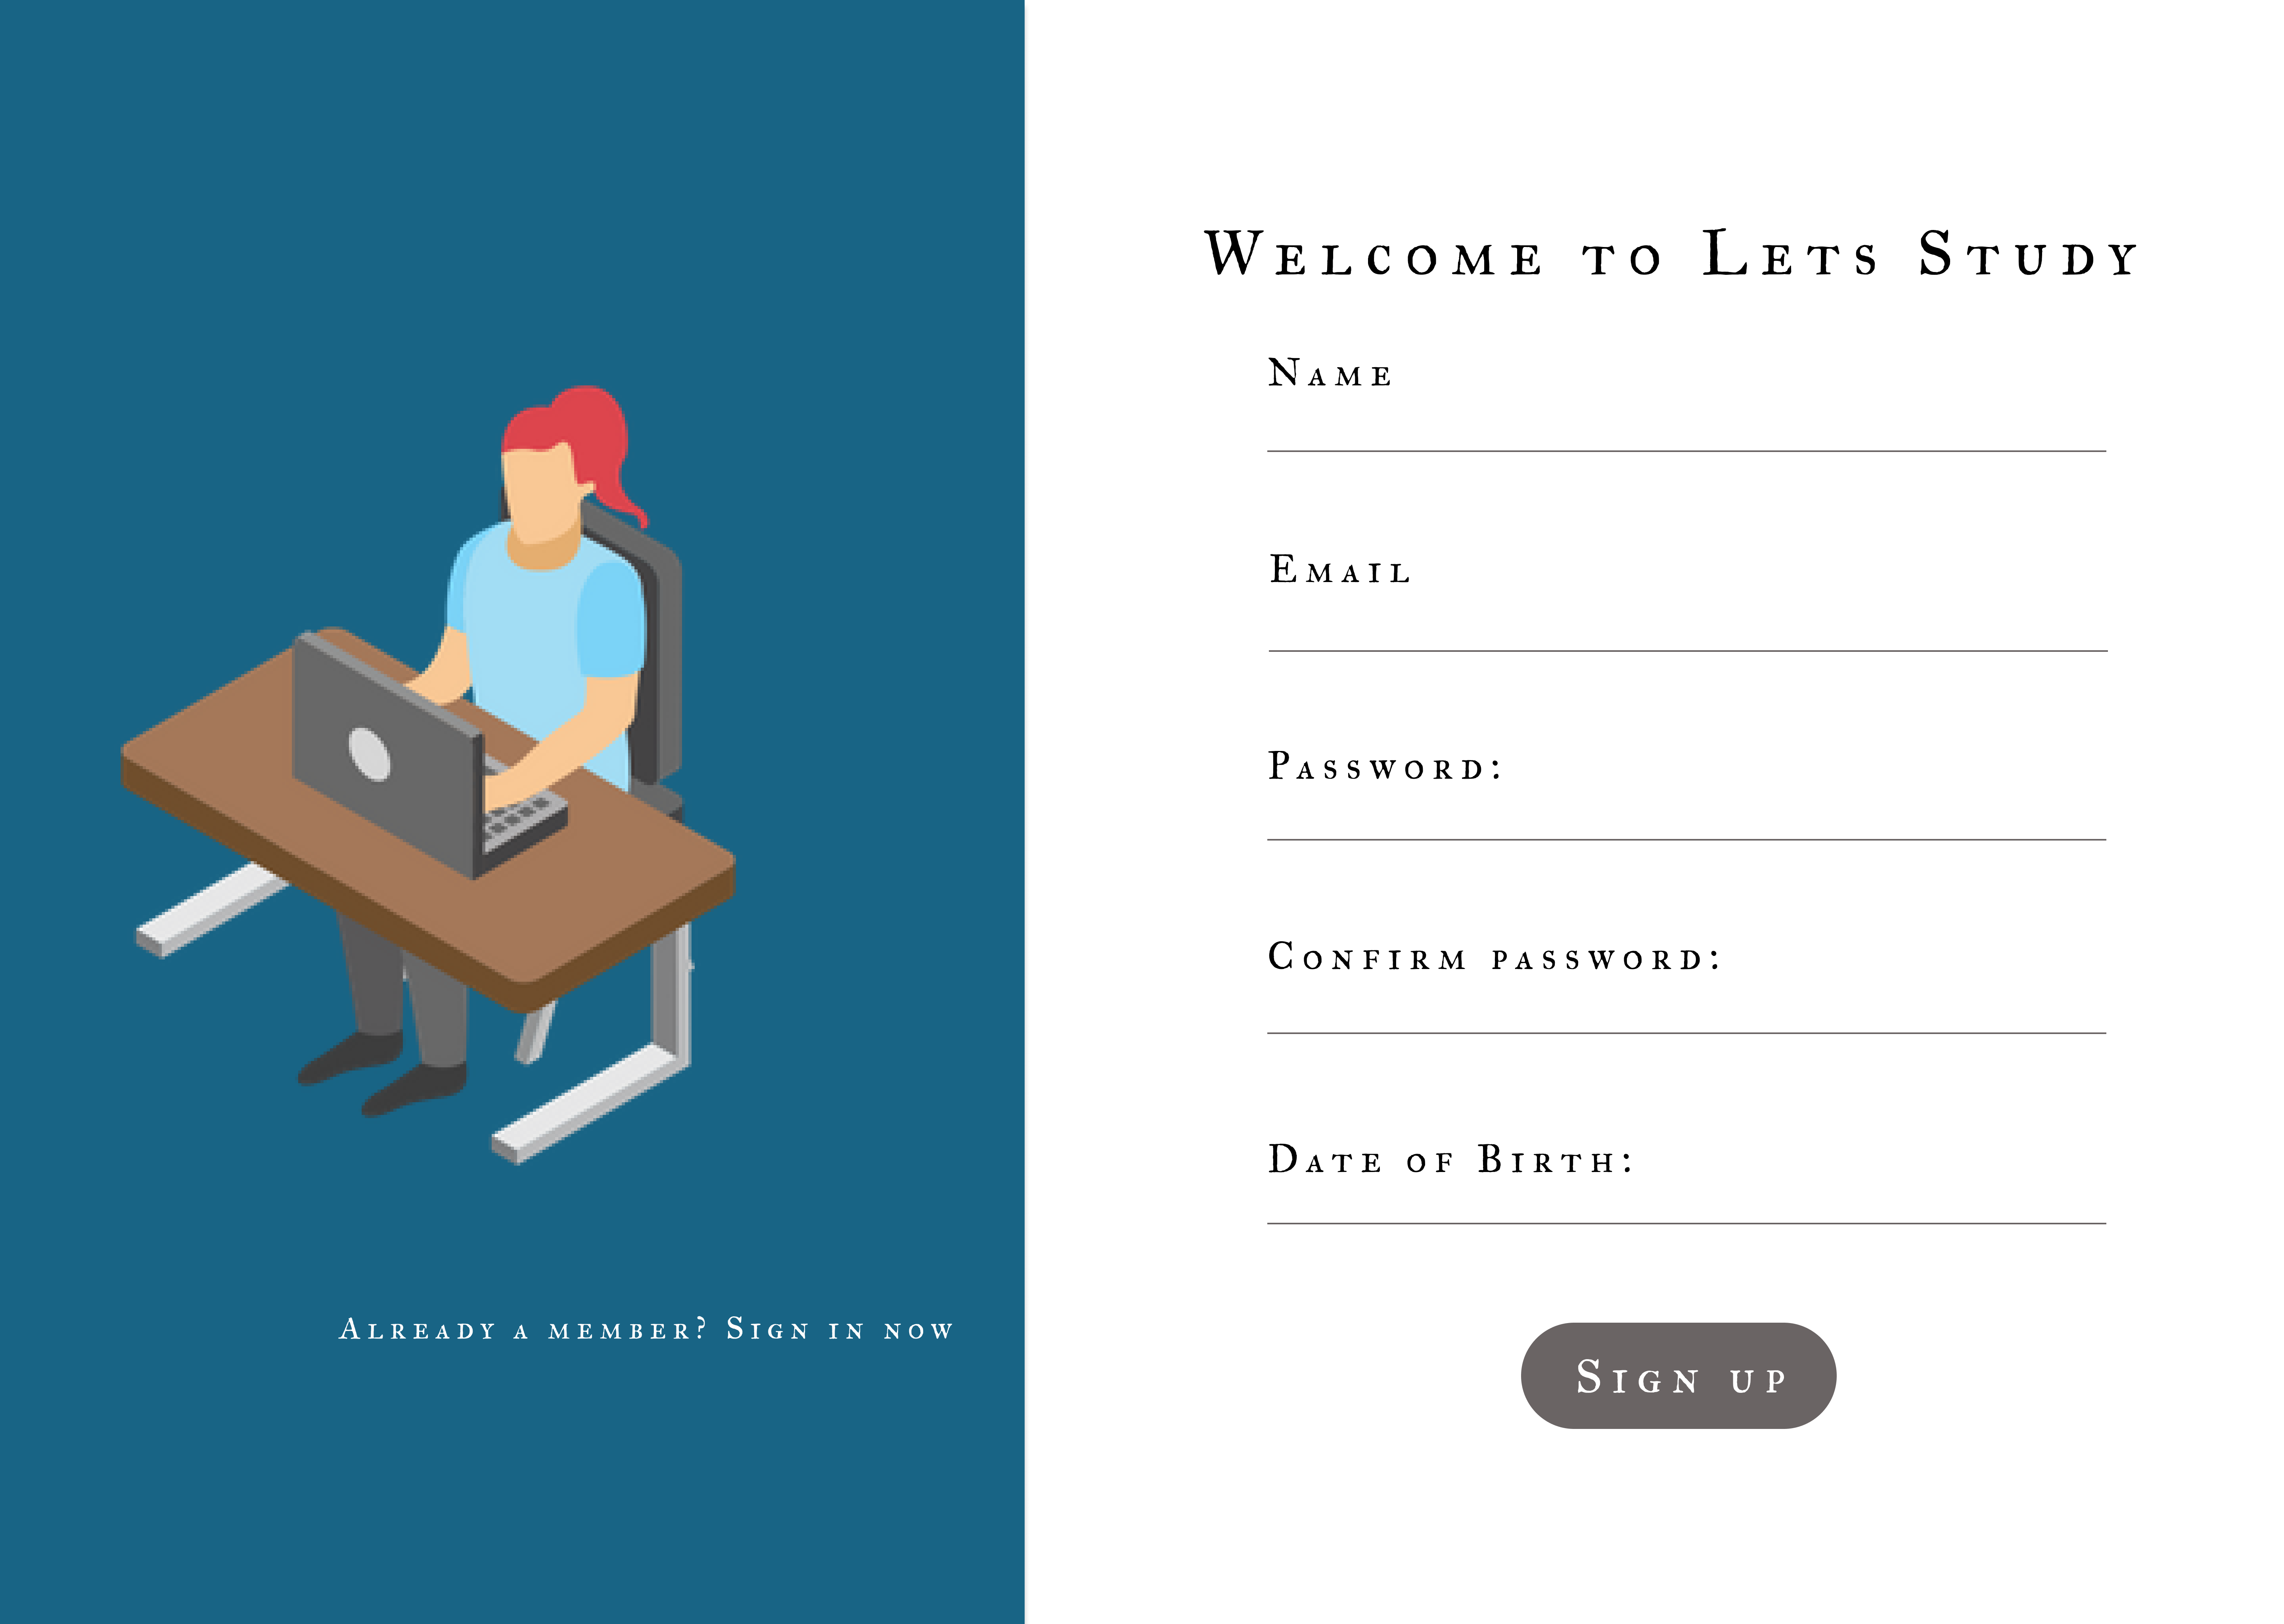 Welcome to Lets Study
Name
Email
Password:
Confirm password:
Date of Birth:
Already a member? Sign in now
Sign up